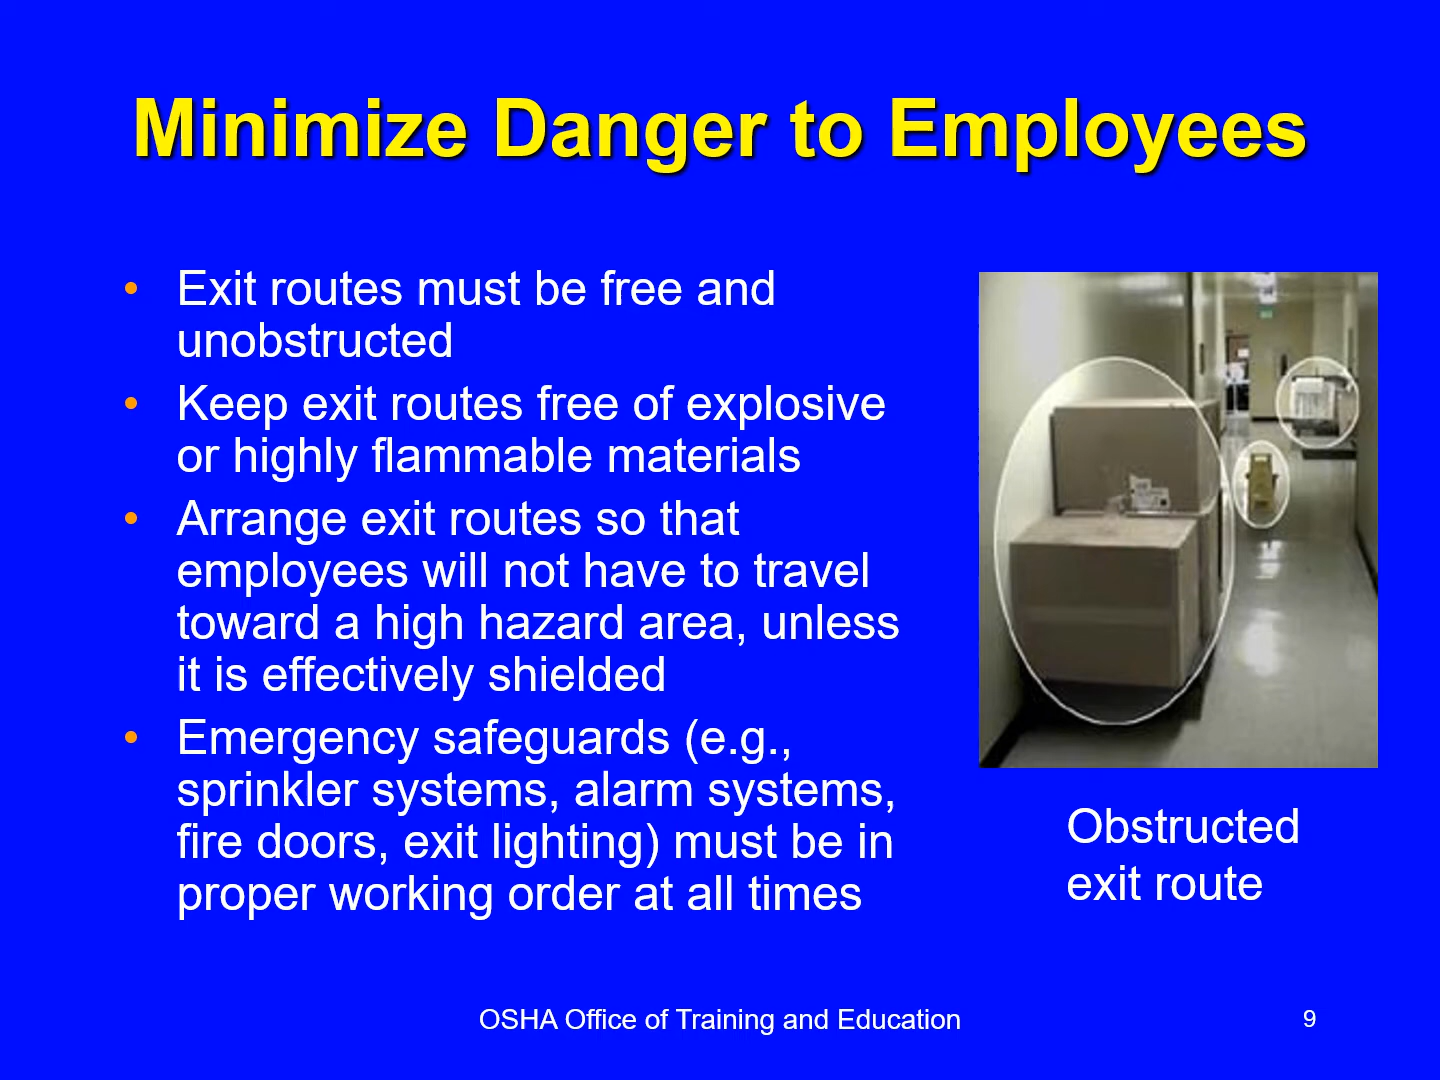 Minimize Danger to Employees
• Exit routes must be free and
unobstructed
• Keep exit routes free of explosive
or highly flammable materials
• Arrange exit routes so that
employees will not have to travel
toward a high hazard area, unless
it is effectively shielded
• Emergency safeguards (e.g.,
sprinkler systems, alarm systems,
fire doors, exit lighting) must be in
proper working order at all times
Obstructed
exit route
OSHA Office of Training and Education
9